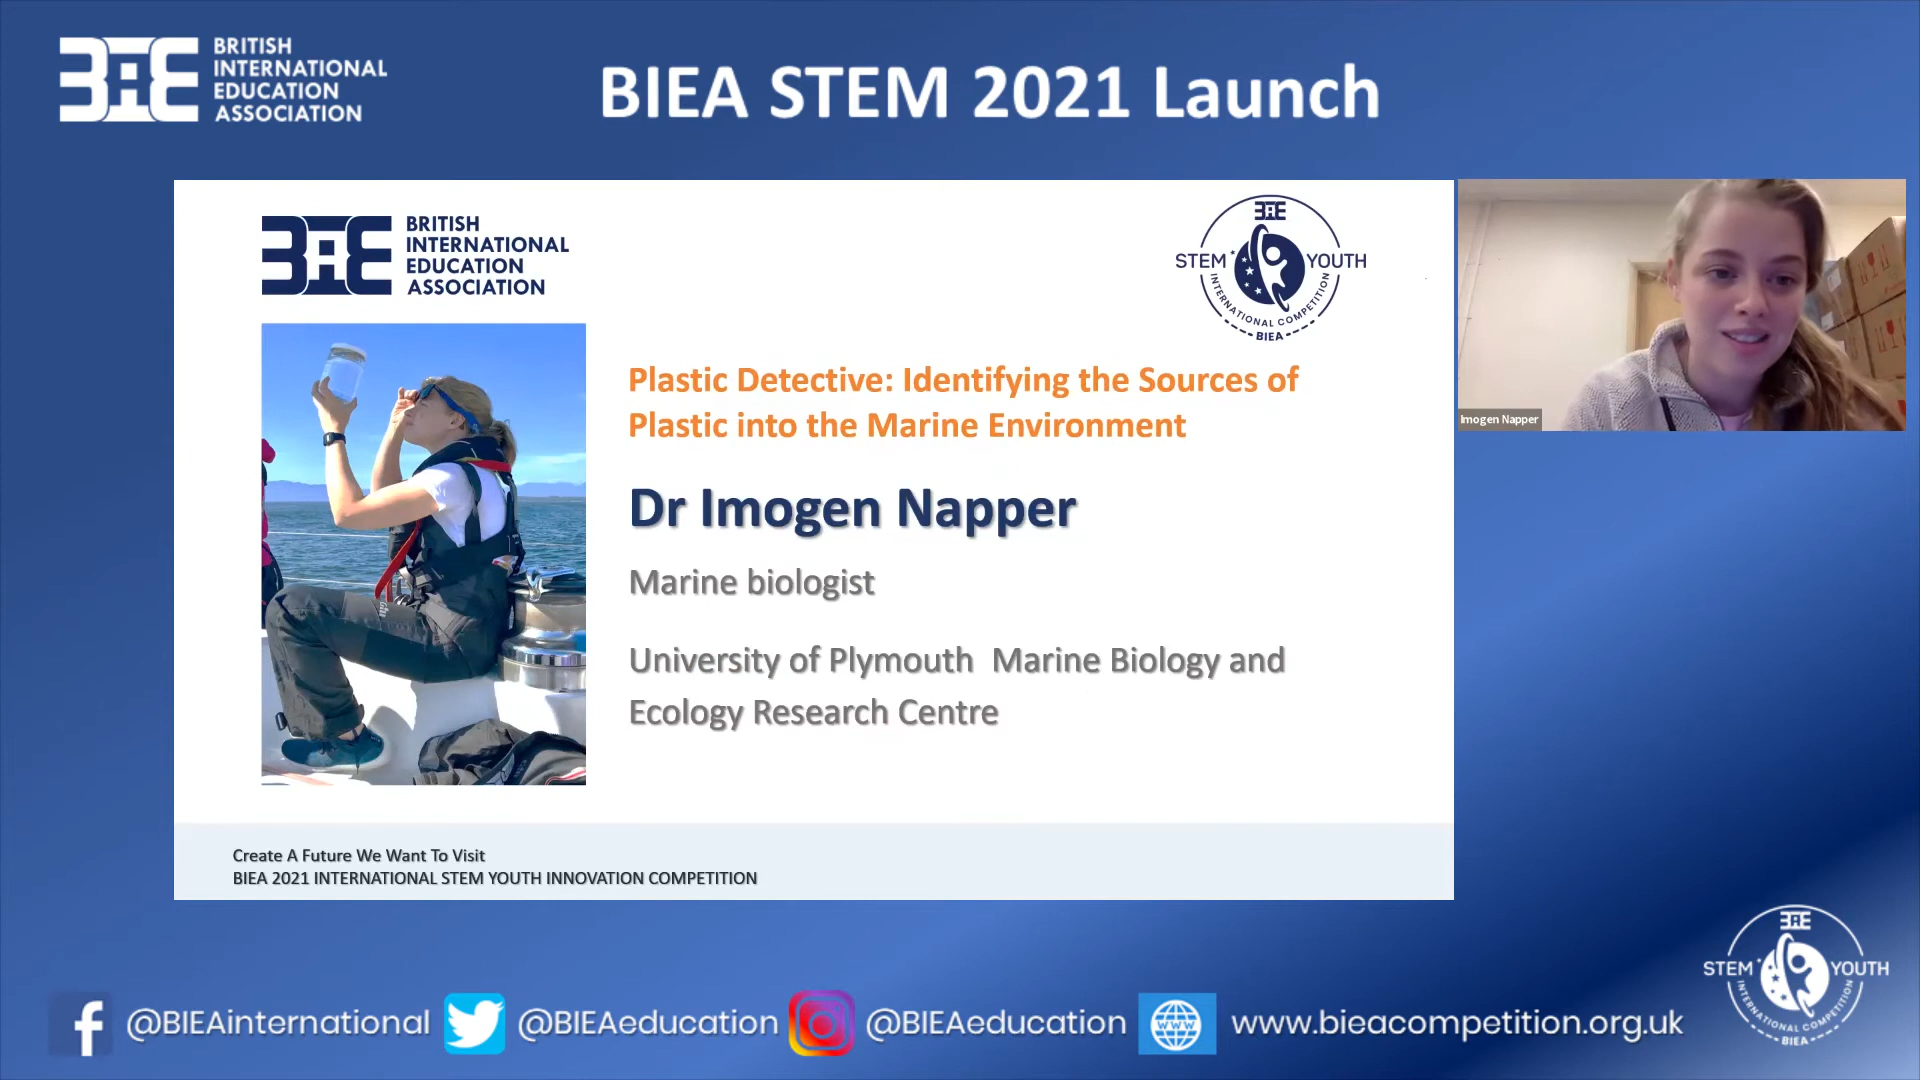 BRITISH
INTERNATIONAL
EDUCATION
ASSOCIATION
BIEA STEM 2021 Launch
BRITISH
INTERNATIONAL
EDUCATION
ASSOCIATION
STEM YOUTH
INTERNATIONAL COMPETITION
BIEA
Plastic Detective: Identifying the Sources of
Plastic into the Marine Environment
Dr Imogen Napper
Marine biologist
University of Plymouth Marine Biology and
Ecology Research Centre
Imogen Napper
Create A Future We Want To Visit
BIEA 2021 INTERNATIONAL STEM YOUTH INNOVATION COMPETITION
@BIEAinternational
@BIEAeducation
@BIEAeducation
WWW
www.bieacompetition.org.uk
STEM YOUTH
INTERNATIONAL COMPETITION
BIEA